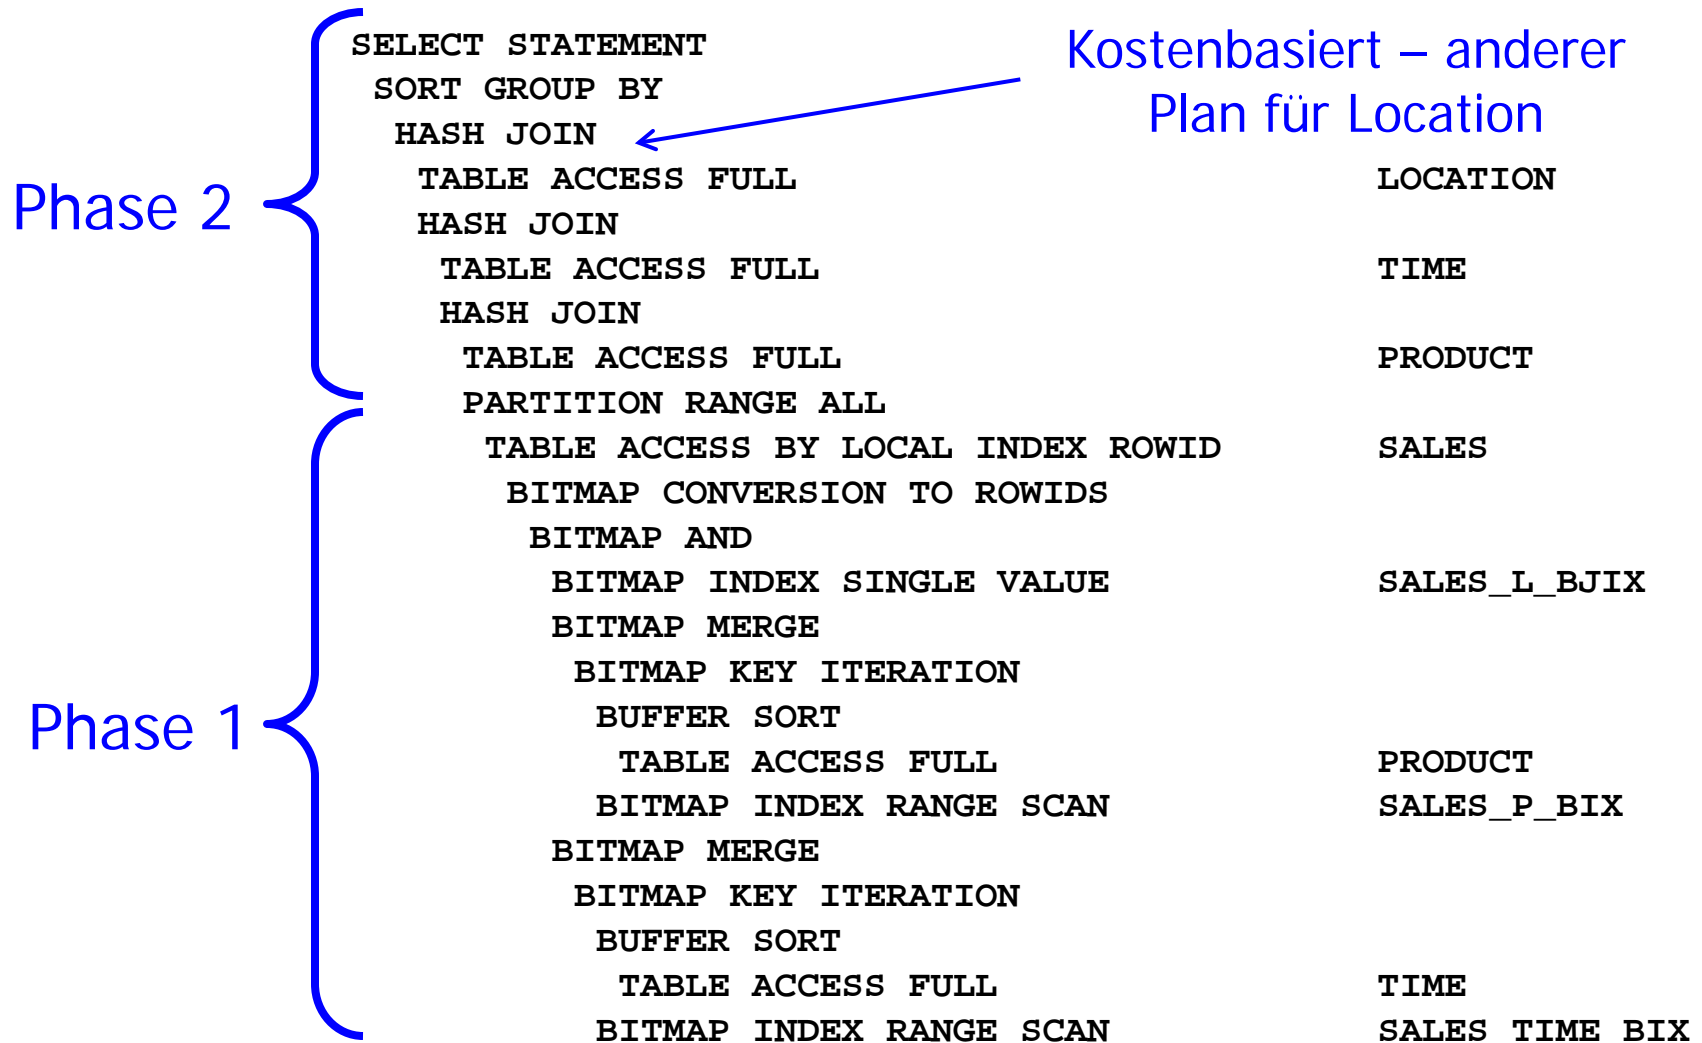 SELECT STATEMENT
Kostenbasiert – anderer
SORT GROUP BY
Plan für Location
HASH JOIN
TABLE ACCESS FULL LOCATION
Phase 2
HASH JOIN
TABLE ACCESS FULL TIME
HASH JOIN
TABLE ACCESS FULL PRODUCT
PARTITION RANGE ALL
TABLE ACCESS BY LOCAL INDEX ROWID SALES
BITMAP CONVERSION TO ROWIDS
BITMAP AND
BITMAP INDEX SINGLE VALUE SALES_L_BJIX
BITMAP MERGE
BITMAP KEY ITERATION
Phase 1
BUFFER SORT
TABLE ACCESS FULL PRODUCT
BITMAP INDEX RANGE SCAN SALES_P_BIX
BITMAP MERGE
BITMAP KEY ITERATION
BUFFER SORT
TABLE ACCESS FULL TIME
BITMAP INDEX RANGE SCAN SALES TIME BIX